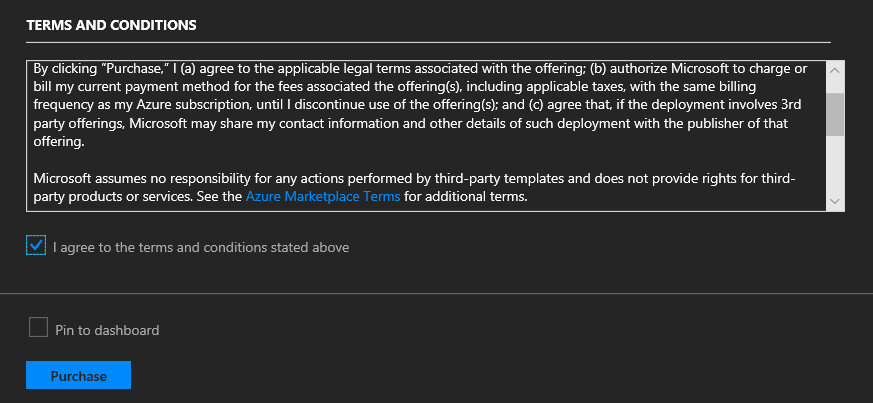 TERMS AND CONDITIONS
By clicking "Purchase," I (a) agree to the applicable legal terms associated with the offering; (b) authorize Microsoft to charge or
bill my current payment method for the fees associated the offering(s), including applicable taxes, with the same billing
frequency as my Azure subscription, until I discontinue use of the offering(s); and (c) agree that, if the deployment involves 3rd
party offerings, Microsoft may share my contact information and other details of such deployment with the publisher of that
offering.
Microsoft assumes no responsibility for any actions performed by third-party templates and does not provide rights for third-
party products or services. See the Azure Marketplace Terms for additional terms.
I agree to the terms and conditions stated above
Pin to dashboard
Purchase